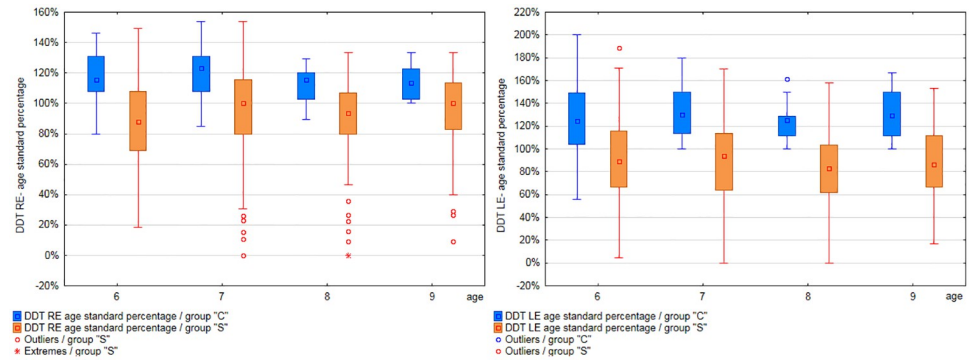 160%
140%
120%
100%
80%
60%
40%
20%
0%
-20%
DDT RE- age standard percentage
6 7 8 9 age
DDT RE age standard percentage / group "C"
DDT RE age standard percentage / group "S"
Outliers / group "S"
Extremes / group "S"
220%
200%
180%
160%
140%
120%
100%
80%
60%
40%
20%
0%
-20%
DDT LE- age standard percentage
6 7 8 9 age
DDT LE age standard percentage / group "C"
DDT LE age standard percentage / group "S"
Outliers / group "C"
Outliers / group "S"